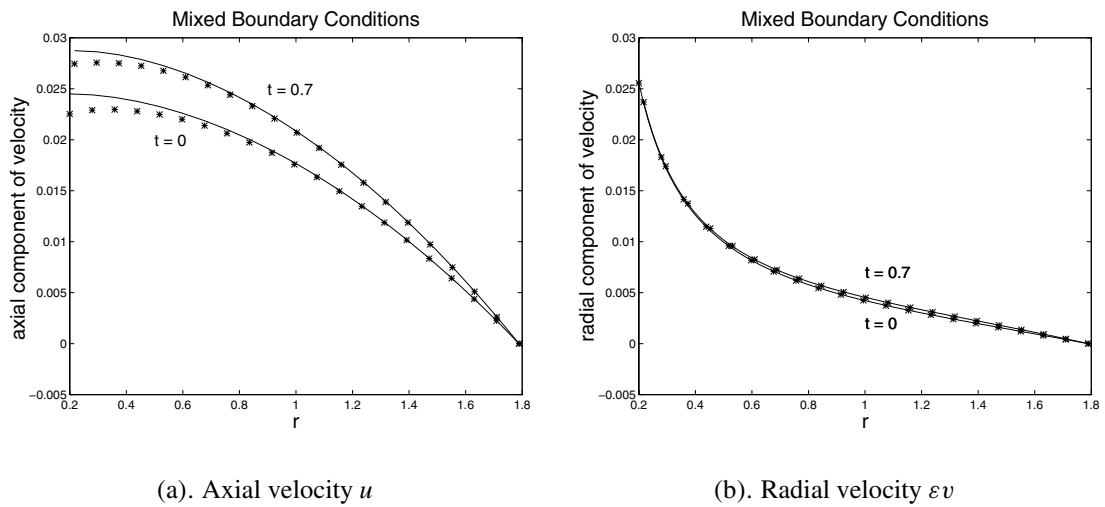 Mixed Boundary Conditions
0.03
0.025
0.02
0.015
0.01
0.005
0
−0.005
axial component of velocity
t = 0.7
t = 0
0.2 0.4 0.6 0.8 1 1.2 1.4 1.6 1.8
r
(a). Axial velocity u
Mixed Boundary Conditions
0.03
0.025
0.02
0.015
0.01
0.005
0
−0.005
radial component of velocity
t = 0.7
t = 0
0.2 0.4 0.6 0.8 1 1.2 1.4 1.6 1.8
r
(b). Radial velocity εv